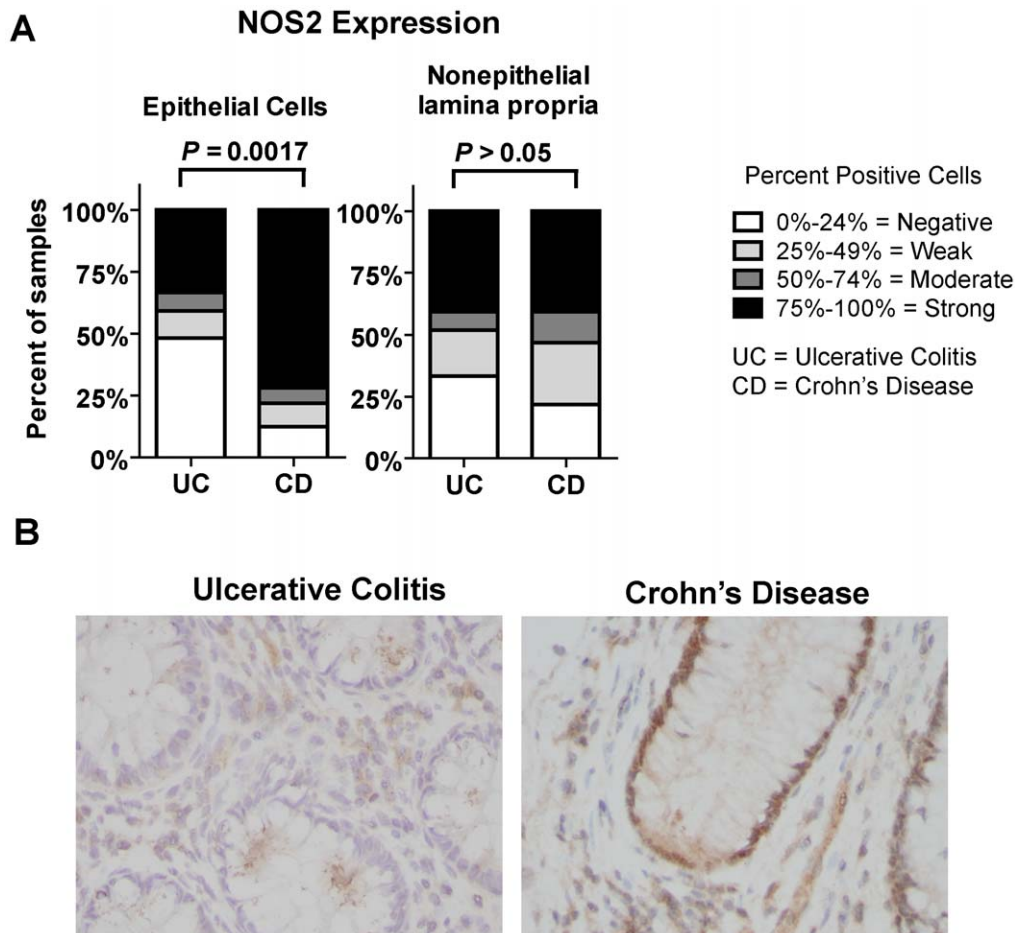 A
NOS2 Expression
Epithelial Cells
P = 0.0017
Nonepithelial
lamina propria
P > 0.05
Percent of samples
100%
75%
50%
25%
0%
UC
CD
100%
75%
50%
25%
0%
UC
CD
Percent Positive Cells
0%-24% = Negative
25%-49% = Weak
50%-74% = Moderate
75%-100% = Strong
UC = Ulcerative Colitis
CD = Crohn’s Disease
B
Ulcerative Colitis
Crohn’s Disease